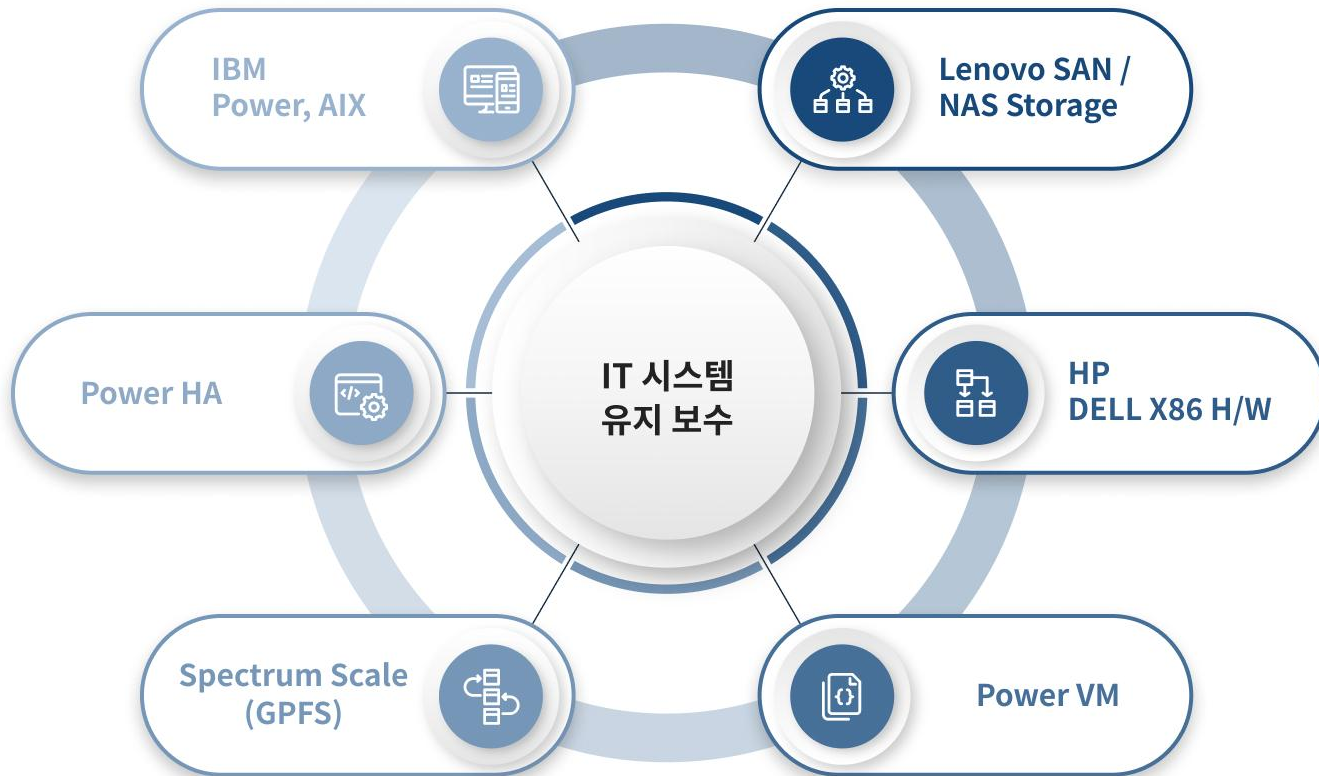 IBM
Power, AIX
Lenovo SAN /
NAS Storage
Power HA
IT 시스템
유지 보수
HP
DELL X86 H/W
Spectrum Scale
(GPFS)
Power VM